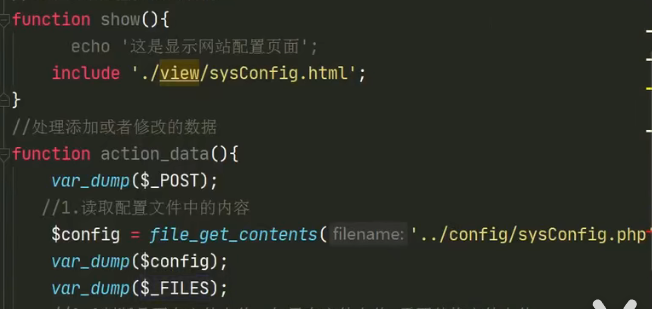 function show(){
echo '这是显示网站配置页面';
include './view/sysConfig.html';
}
//处理添加或者修改的数据
function action_data(){
var_dump($_POST);
//1.读取配置文件中的内容
$config = file_get_contents( filename: '../config/sysConfig.php'
var_dump($config);
var_dump($_FILES);